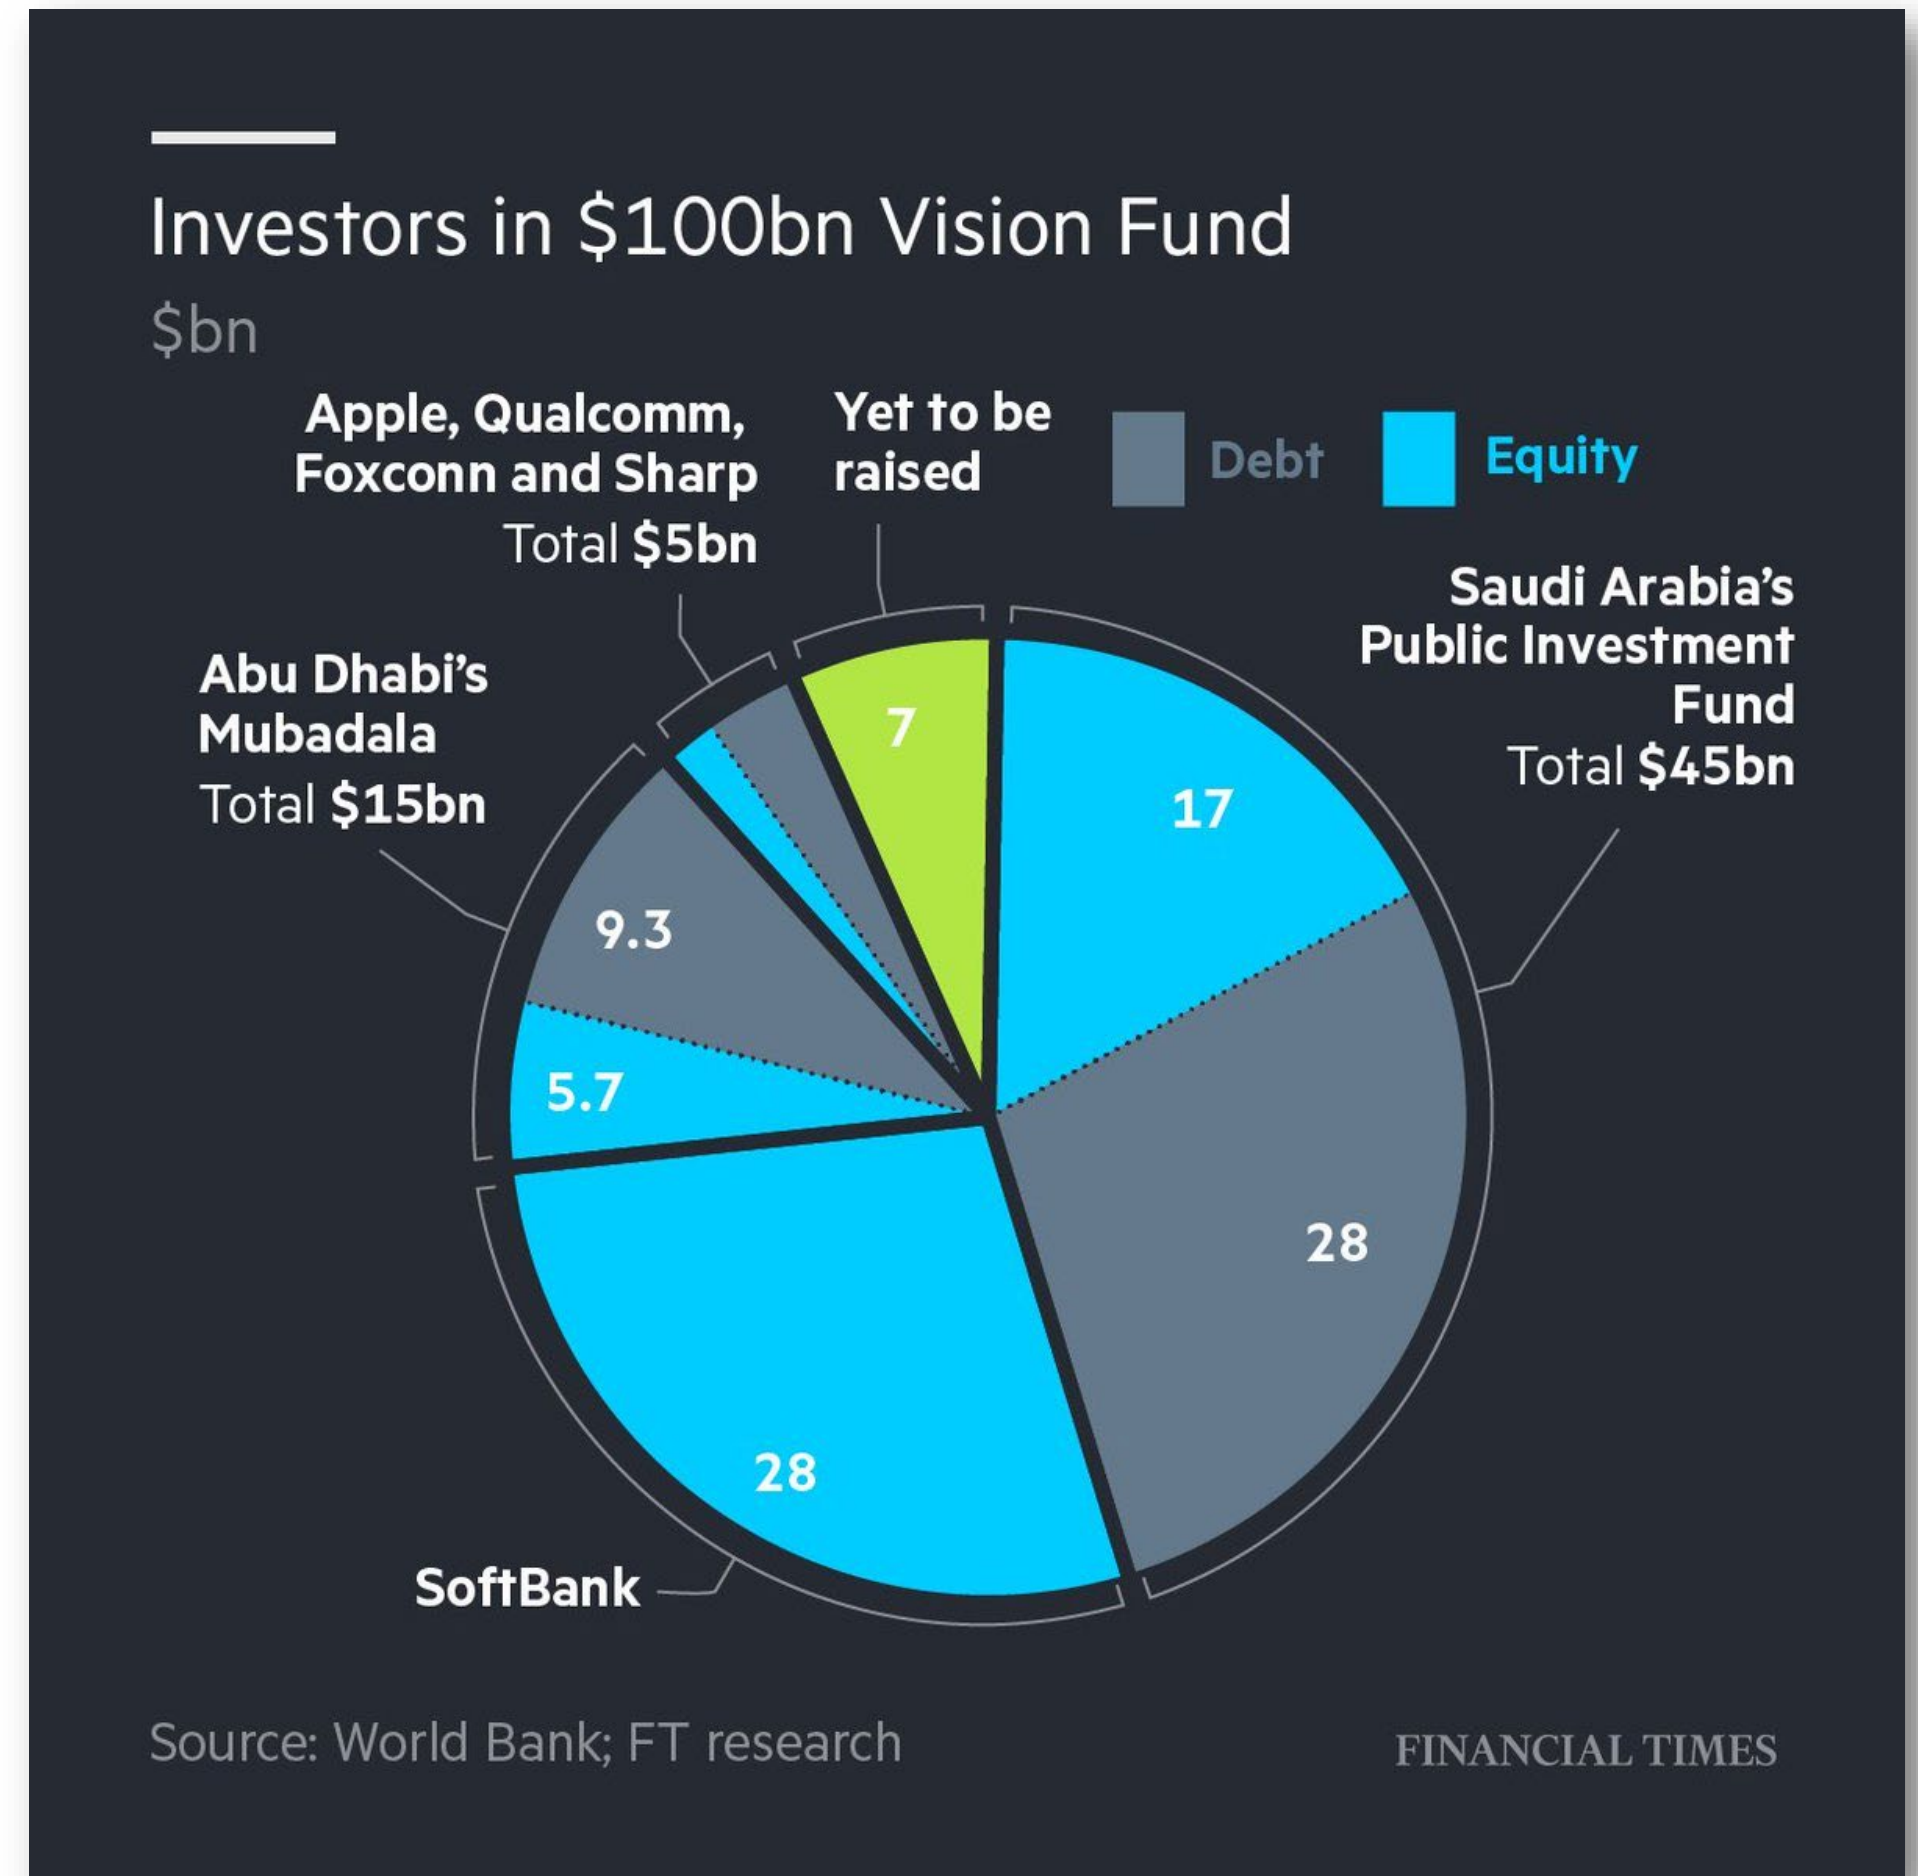 Investors in $100bn Vision Fund
$bn
Apple, Qualcomm,
Foxconn and Sharp
Total $5bn
Yet to be
raised
Debt
Equity
Saudi Arabia’s
Public Investment
Fund
Total $45bn
Abu Dhabi’s
Mubadala
Total $15bn
7
17
9.3
5.7
28
28
SoftBank
Source: World Bank; FT research
FINANCIAL TIMES